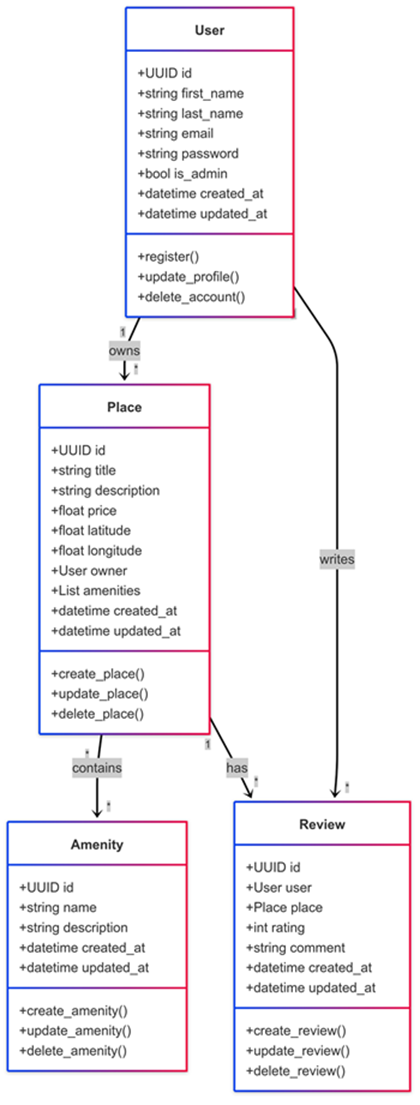 User
+UUID id
+string first_name
+string last_name
+string email
+string password
+bool is_admin
+datetime created_at
+datetime updated_at
+register()
+update_profile()
+delete_account()
1
1
owns
*
Place
+UUID id
+string title
+string description
+float price
+float latitude
+float longitude
+User owner
+List amenities
+datetime created_at
+datetime updated_at
+create_place()
+update_place()
+delete_place()
writes
1
*
contains
has
*
*
*
Amenity
+UUID id
+string name
+string description
+datetime created_at
+datetime updated_at
+create_amenity()
+update_amenity()
+delete_amenity()
Review
+UUID id
+User user
+Place place
+int rating
+string comment
+datetime created_at
+datetime updated_at
+create_review()
+update_review()
+delete_review()